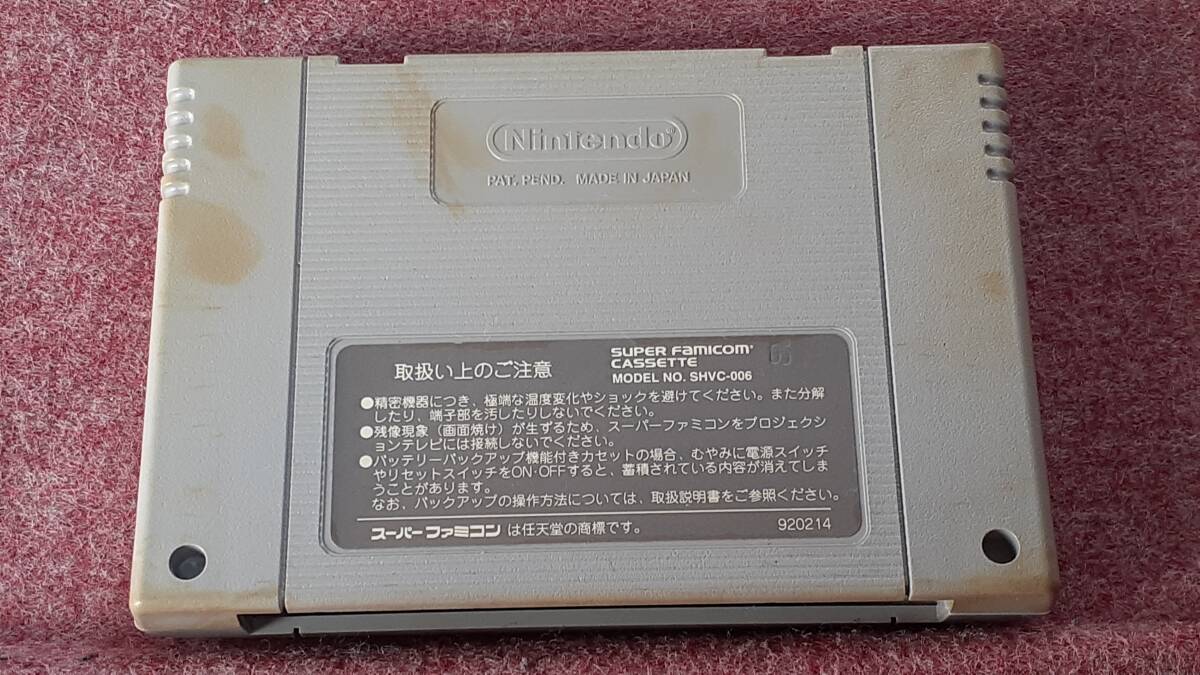 Nintendo®
PAT. PEND. MADE IN JAPAN
取扱い上のご注意
SUPER FAMICOM®
CASSETTE
MODEL NO. SHVC-006
●精密機器につき、極端な温度変化やショックを避けてください。また分解
したり、端子部を汚したりしないでください。
●残像現象（画面焼け）が生ずるため、スーパーファミコンをプロジェクシ
ョンテレビには接続しないでください。
●バッテリーバックアップ機能付きカセットの場合、むやみに電源スイッチ
やリセットスイッチをON・OFFすると、蓄積されている内容が消えてしま
うことがあります。
なお、バックアップの操作方法については、取扱説明書をご参照ください。
スーパーファミコン は任天堂の商標です。
920214